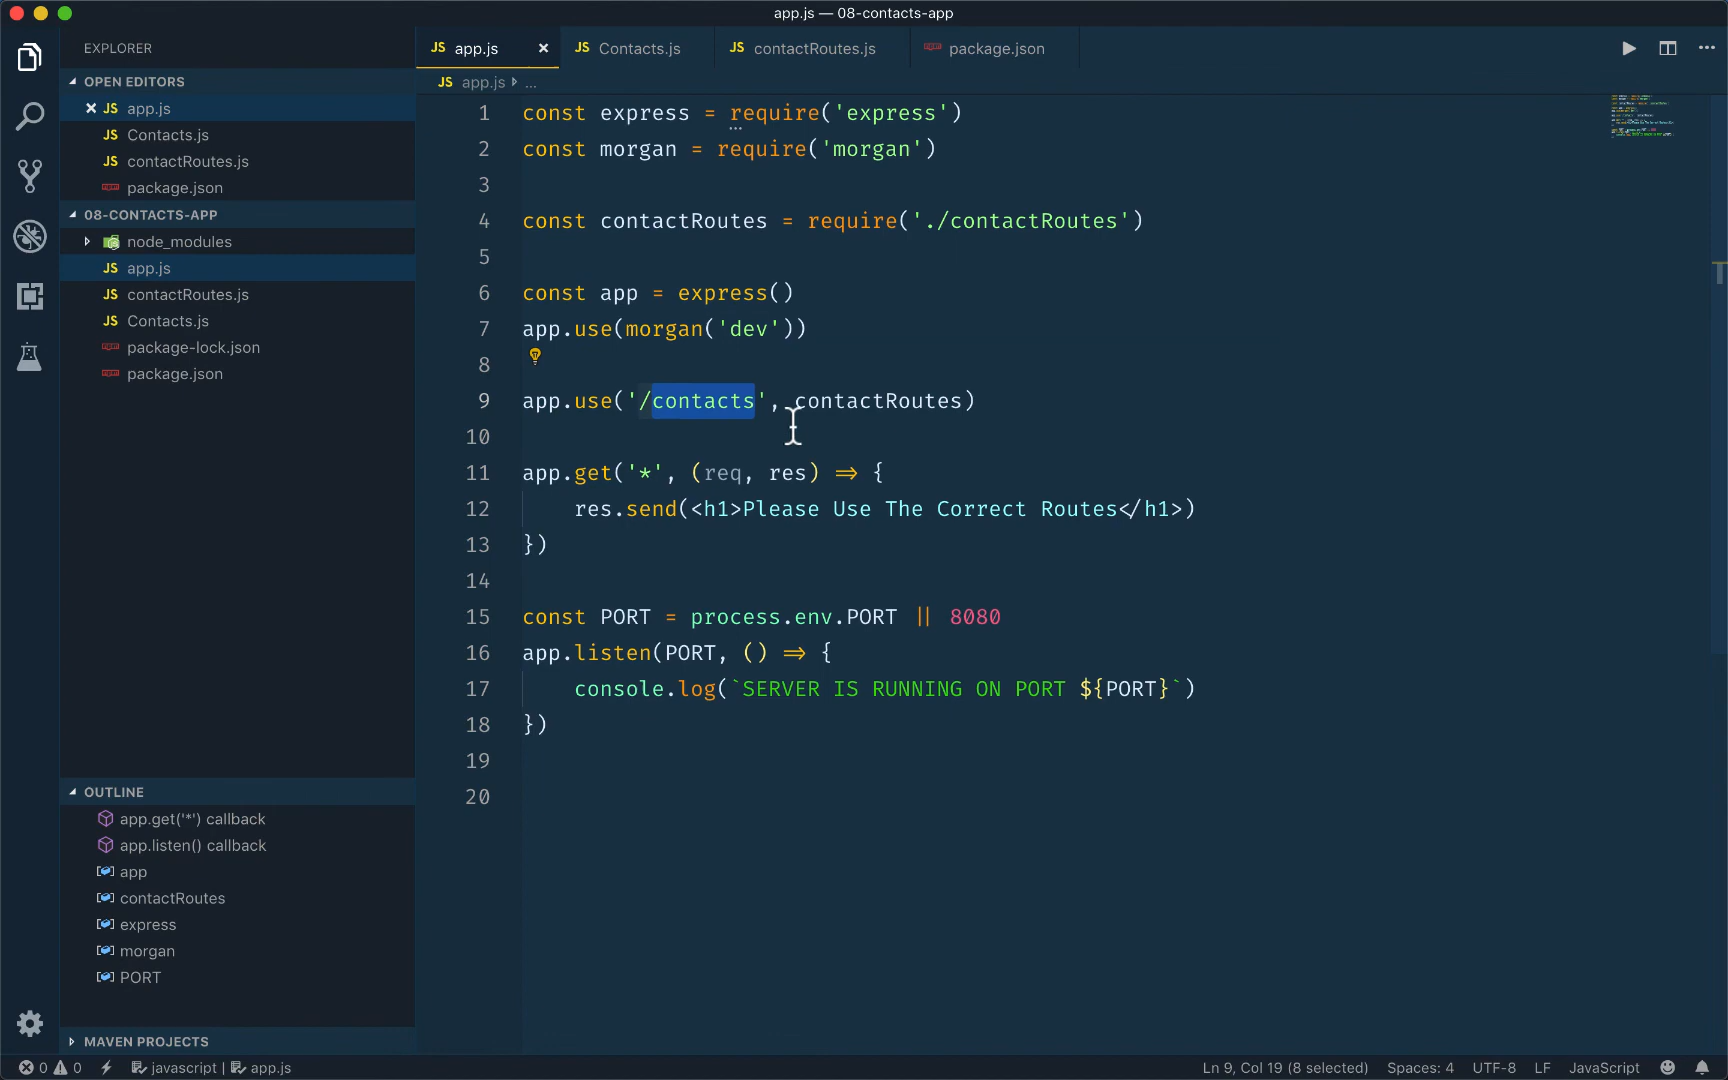 app.js — 08-contacts-app
EXPLORER
OPEN EDITORS
JS app.js
JS Contacts.js
JS contactRoutes.js
package.json
08-CONTACTS-APP
node_modules
JS app.js
JS contactRoutes.js
JS Contacts.js
package-lock.json
package.json
OUTLINE
app.get('*') callback
app.listen() callback
app
contactRoutes
express
morgan
PORT
MAVEN PROJECTS
JS app.js JS Contacts.js JS contactRoutes.js package.json
JS app.js ...
1 const express = require('express')
2 const morgan = require('morgan')
3
4 const contactRoutes = require('./contactRoutes')
5
6 const app = express()
7 app.use(morgan('dev'))
8
9 app.use('/contacts', contactRoutes)
10
11 app.get('*', (req, res) => {
12 res.send(<h1>Please Use The Correct Routes</h1>)
13 })
14
15 const PORT = process.env.PORT || 8080
16 app.listen(PORT, () => {
17 console.log(`SERVER IS RUNNING ON PORT ${PORT}`)
18 })
19
20
0 0 javascript | app.js Ln 9, Col 19 (8 selected) Spaces: 4 UTF-8 LF JavaScript